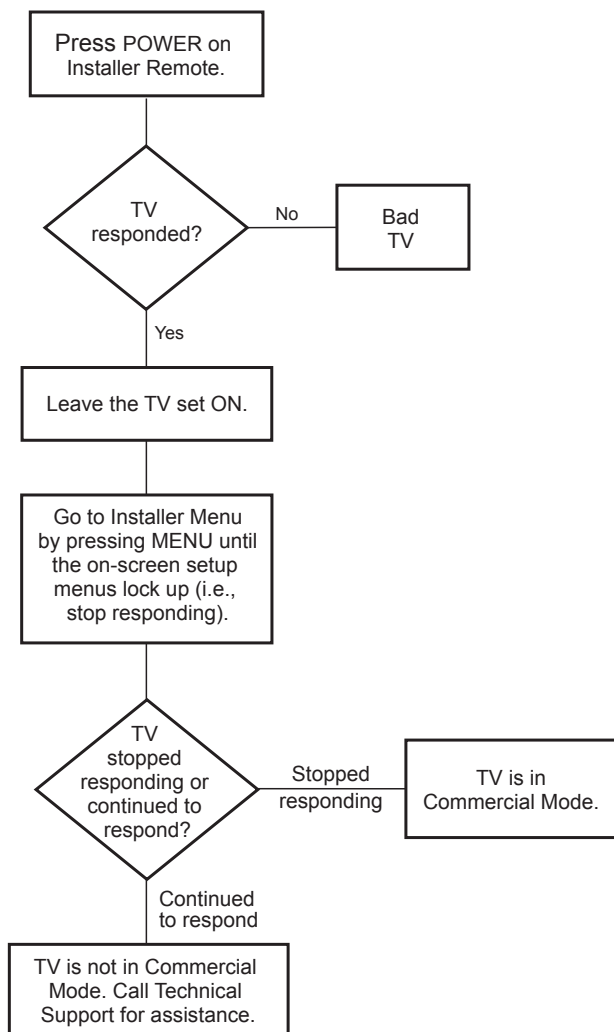 Press POWER on
Installer Remote.
TV
responded?
No
Bad
TV
Yes
Leave the TV set ON.
Go to Installer Menu
by pressing MENU until
the on-screen setup
menus lock up (i.e.,
stop responding).
TV
stopped
responding or
continued to
respond?
Stopped
responding
TV is in
Commercial Mode.
Continued
to respond
TV is not in Commercial
Mode. Call Technical
Support for assistance.